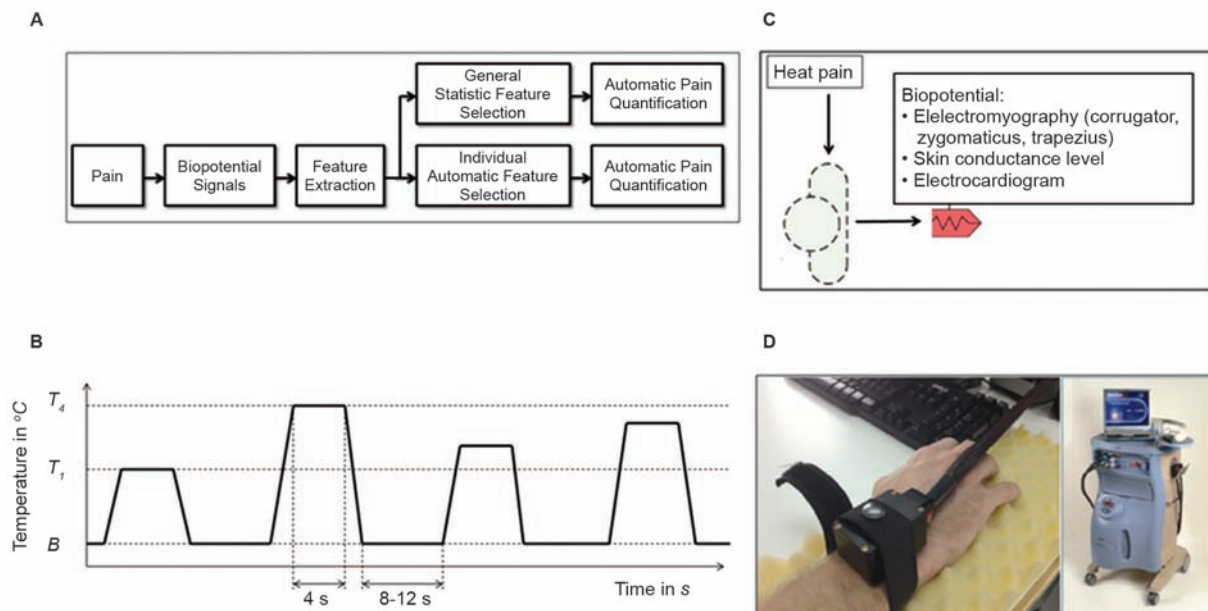 A
Pain
Biopotential
Signals
Feature
Extraction
General
Statistic Feature
Selection
Automatic Pain
Quantification
Individual
Automatic Feature
Selection
Automatic Pain
Quantification
B
Temperature in °C
T4
T1
B
4 s
8-12 s
Time in s
C
Heat pain
Biopotential:
• Elelectromyography (corrugator,
zygomaticus, trapezius)
• Skin conductance level
• Electrocardiogram
D